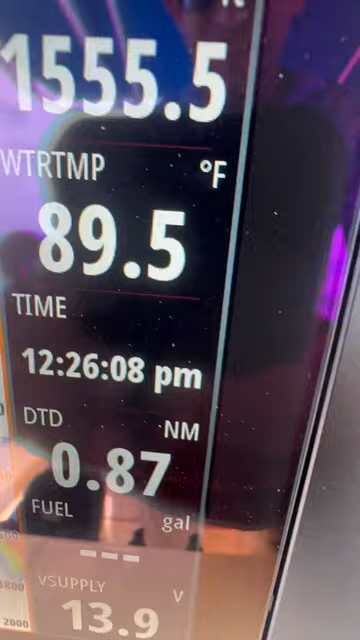 1555.5
WTRTMP °F
89.5
TIME
12:26:08 pm
DTD NM
0.87
FUEL gal
---
VSUPPLY V
13.9
2000